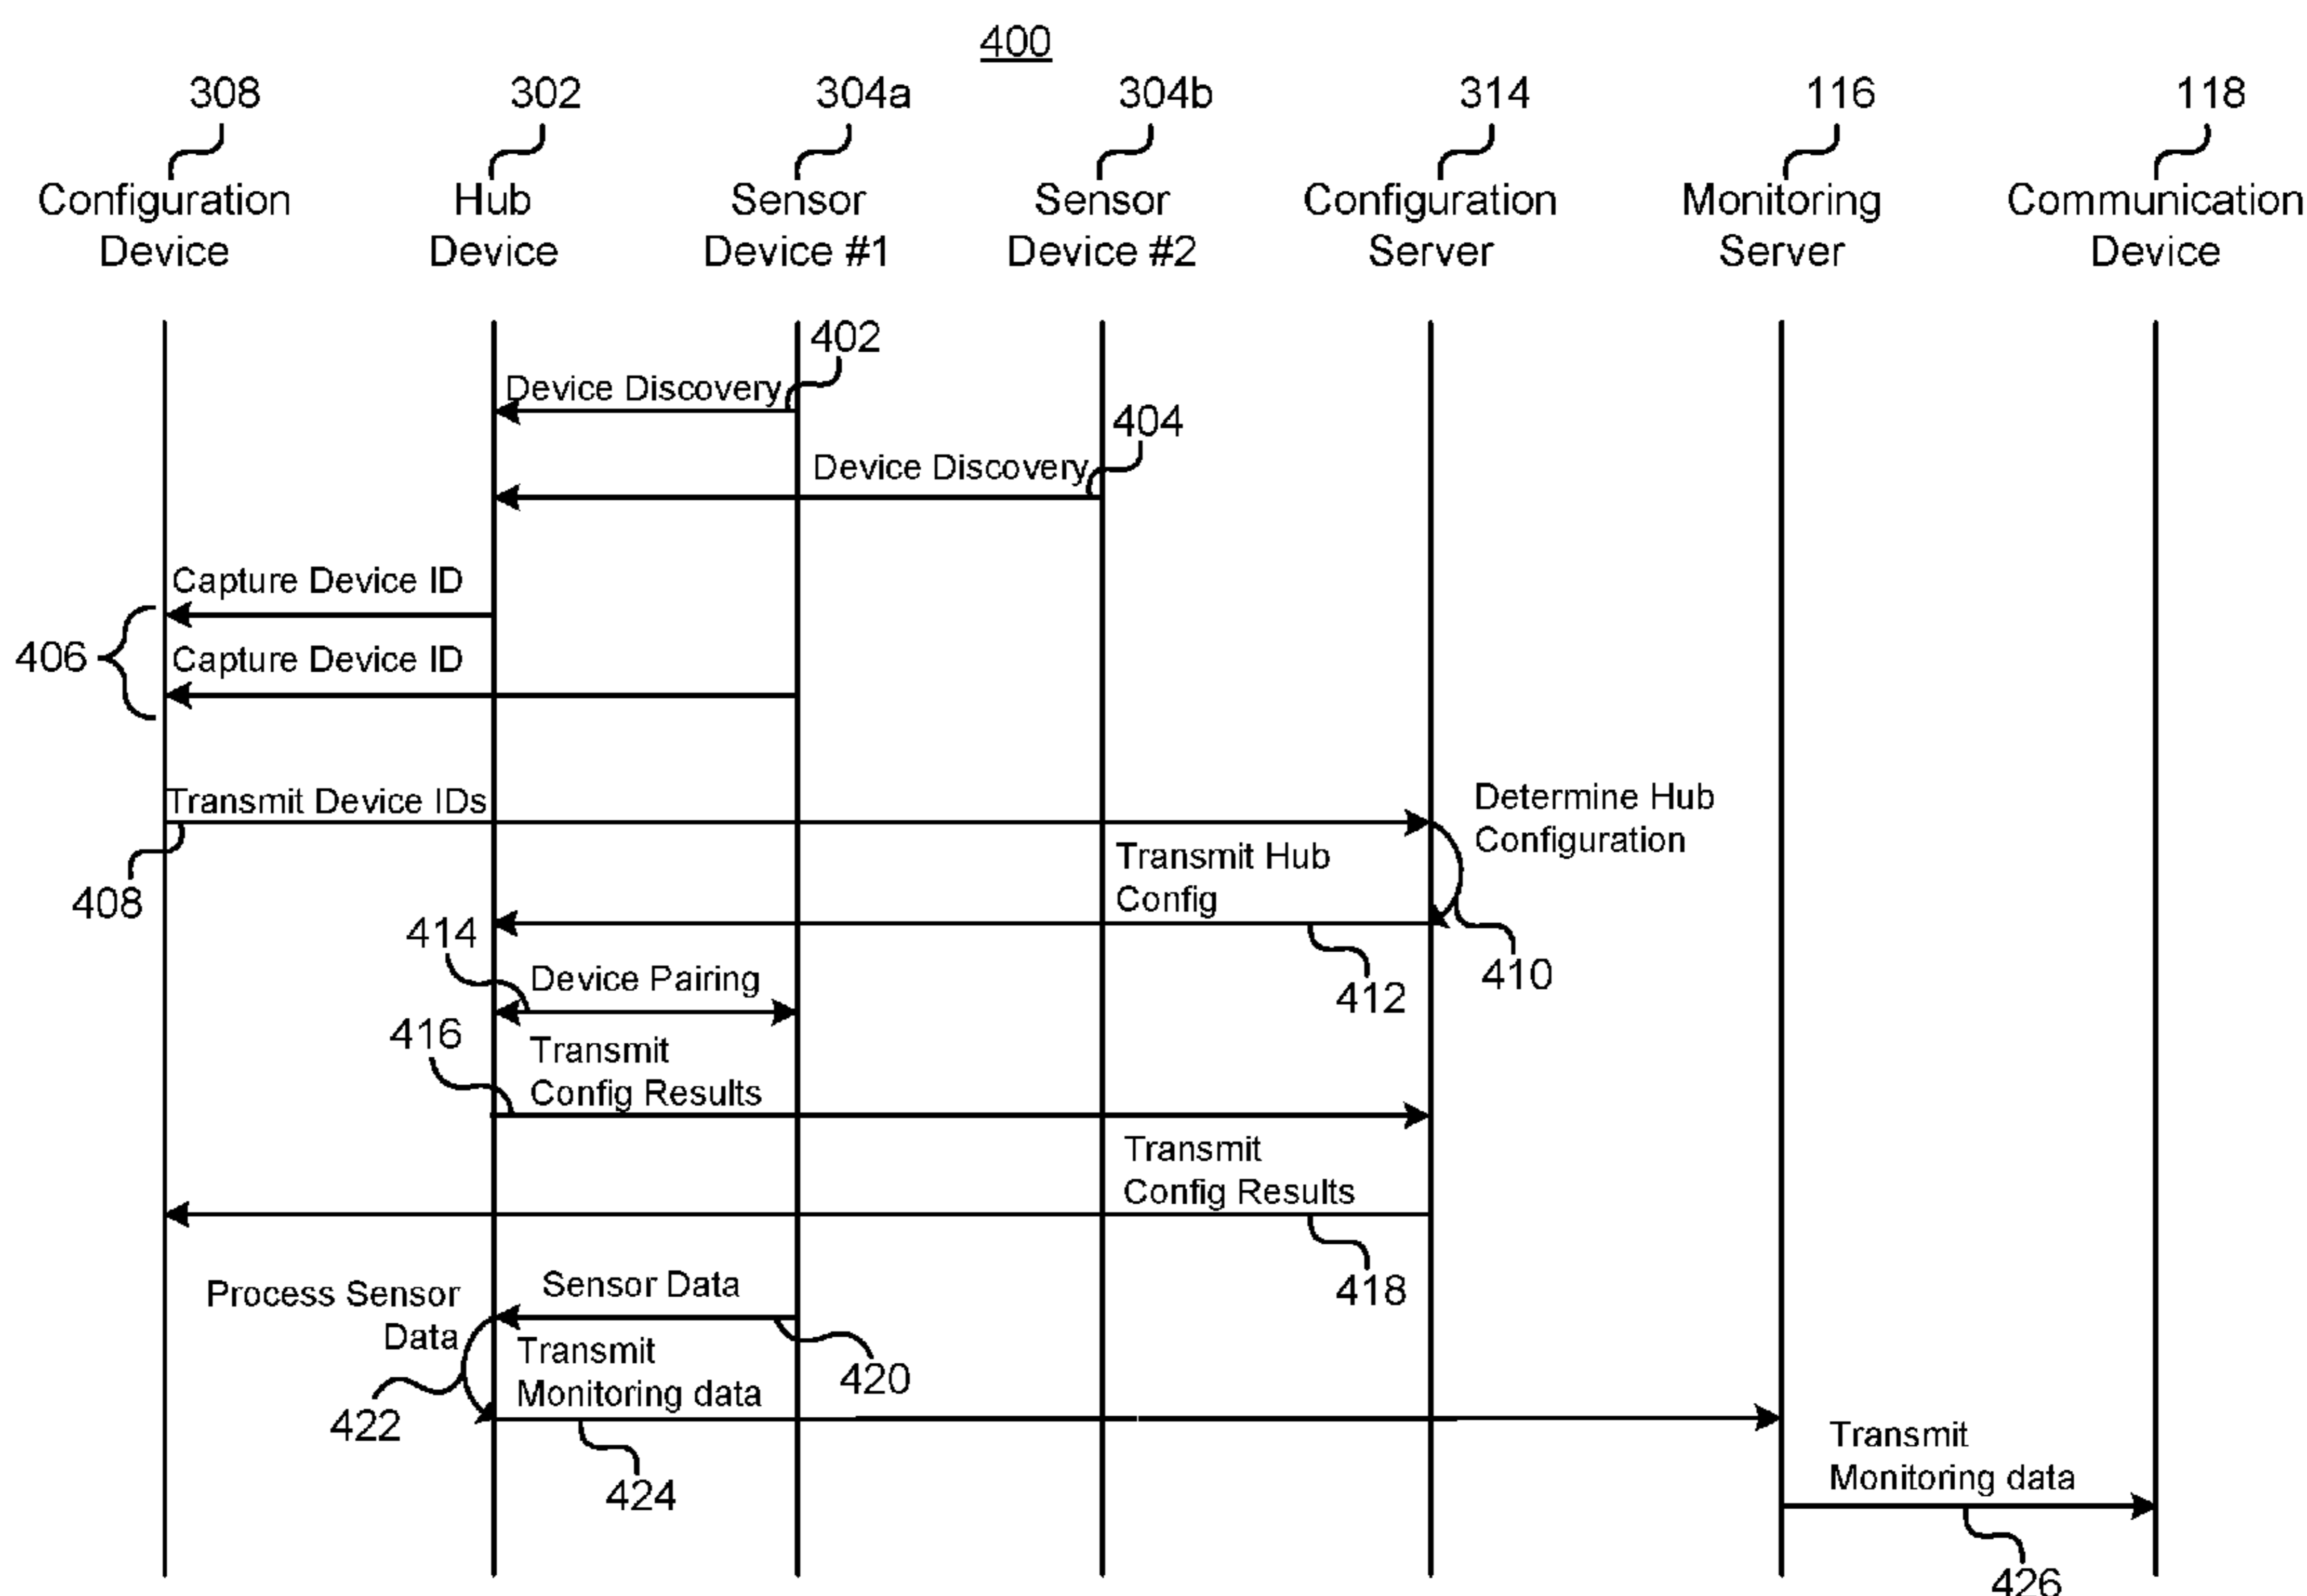 400
308
302
304a
304b
314
116
118
Configuration
Device
Hub
Device
Sensor
Device #1
Sensor
Device #2
Configuration
Server
Monitoring
Server
Communication
Device
402
Device Discovery
404
Device Discovery
Capture Device ID
406
Capture Device ID
Transmit Device IDs
408
Determine Hub
Configuration
410
Transmit Hub
Config
412
414
Device Pairing
416
Transmit
Config Results
Transmit
Config Results
418
Sensor Data
420
Process Sensor
Data
422
Transmit
Monitoring data
424
Transmit
Monitoring data
426